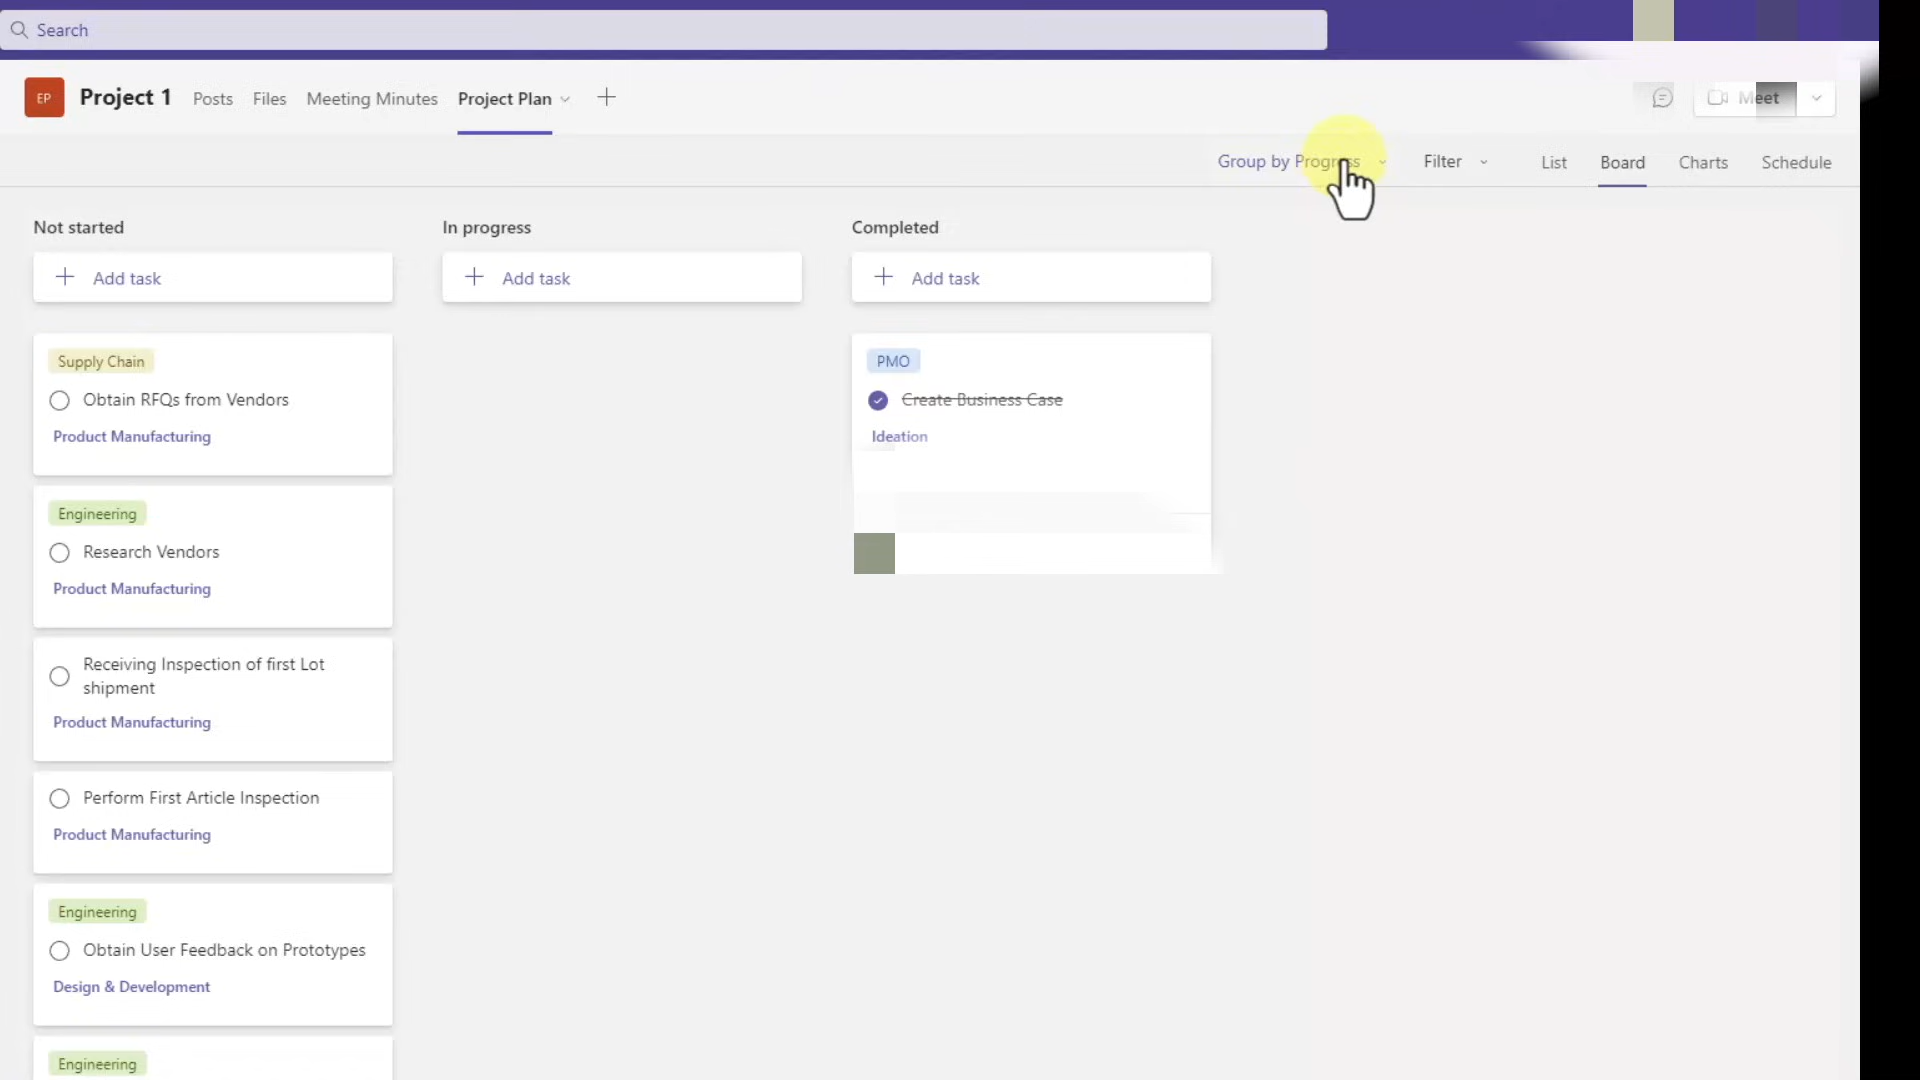 Search
EP
Project 1
Posts
Files
Meeting Minutes
Project Plan
Meet
Group by Progress
Filter
List
Board
Charts
Schedule
Not started
In progress
Completed
Add task
Add task
Add task
Supply Chain
Obtain RFQs from Vendors
Product Manufacturing
PMO
Create Business Case
Ideation
Engineering
Research Vendors
Product Manufacturing
Receiving Inspection of first Lot
shipment
Product Manufacturing
Perform First Article Inspection
Product Manufacturing
Engineering
Obtain User Feedback on Prototypes
Design & Development
Engineering